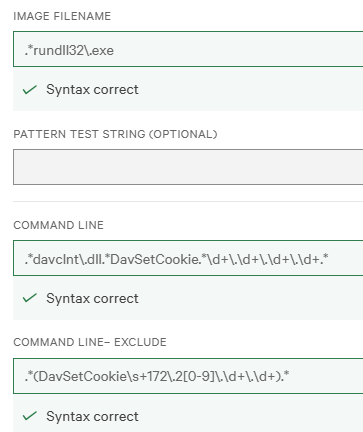 IMAGE FILENAME
.*rundll32\.exe
Syntax correct
PATTERN TEST STRING (OPTIONAL)
COMMAND LINE
.*davclnt\.dll.*DavSetCookie.*\d+\.\d+\.\d+\.\d+.*
Syntax correct
COMMAND LINE– EXCLUDE
.*(DavSetCookie\s+172\.2[0-9]\.\d+\.\d+).*
Syntax correct